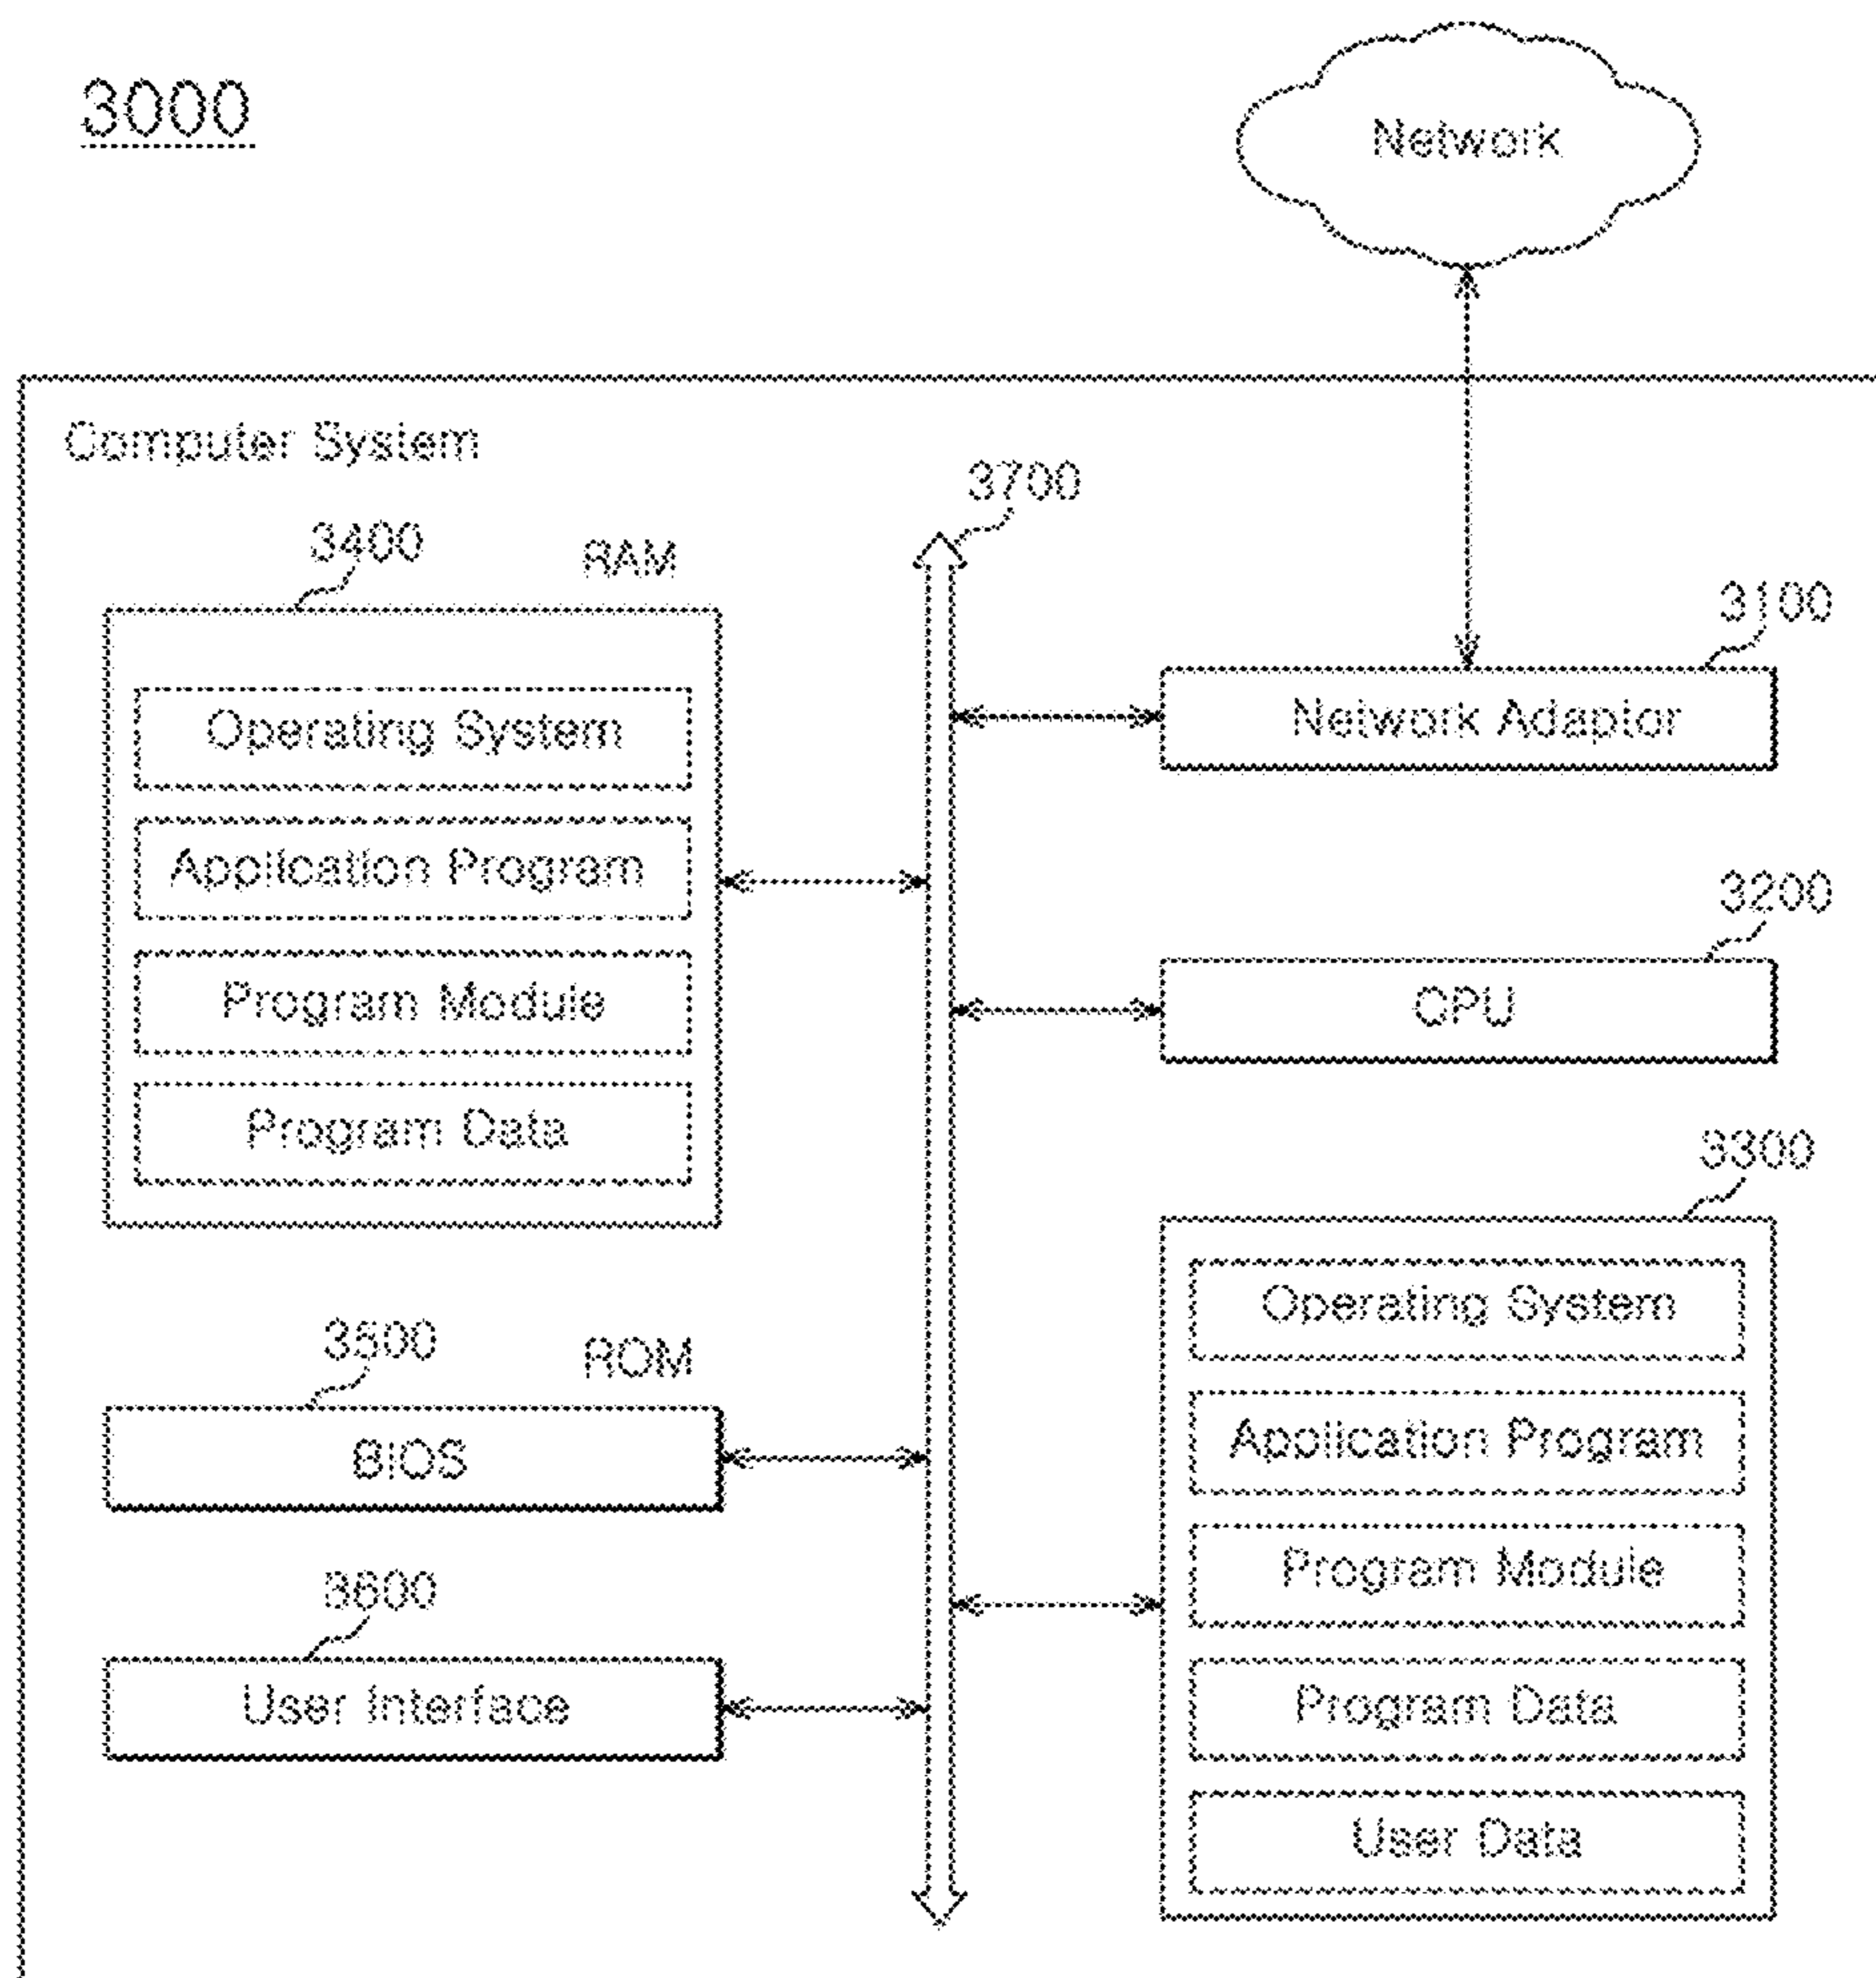 3000
Network
Computer System
3700
3400
RAM
3100
Operating System
Network Adaptor
Application Program
3200
Program Module
CPU
Program Data
3300
Operating System
3500
ROM
Application Program
BIOS
Program Module
3600
User Interface
Program Data
User Data